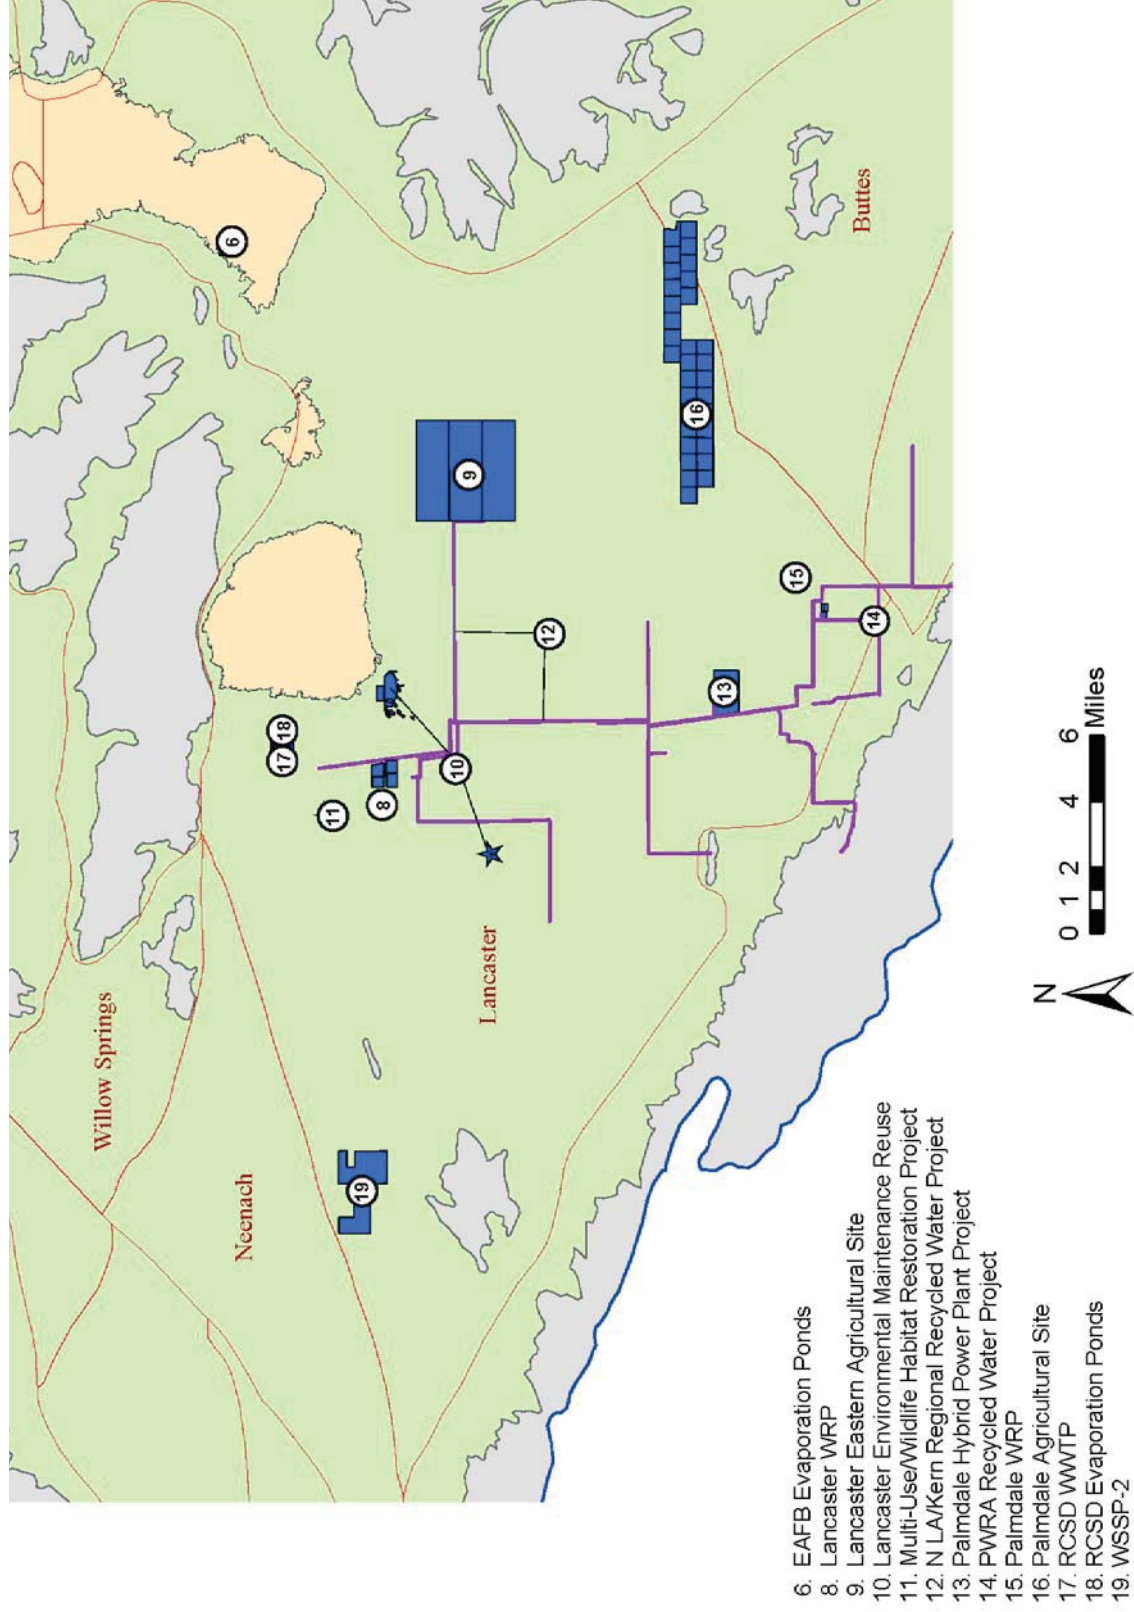 Willow Springs
Neenach
Lancaster
Buttes
6
8
9
10
11
12
13
14
15
16
17
18
19
6. EAFB Evaporation Ponds
8. Lancaster WRP
9. Lancaster Eastern Agricultural Site
10. Lancaster Environmental Maintenance Reuse
11. Multi-Use/Wildlife Habitat Restoration Project
12. N LA/Kern Regional Recycled Water Project
13. Palmdale Hybrid Power Plant Project
14. PWRA Recycled Water Project
15. Palmdale WRP
16. Palmdale Agricultural Site
17. RCSD WWTP
18. RCSD Evaporation Ponds
19. WSSP-2
N
0 1 2 4 6 Miles